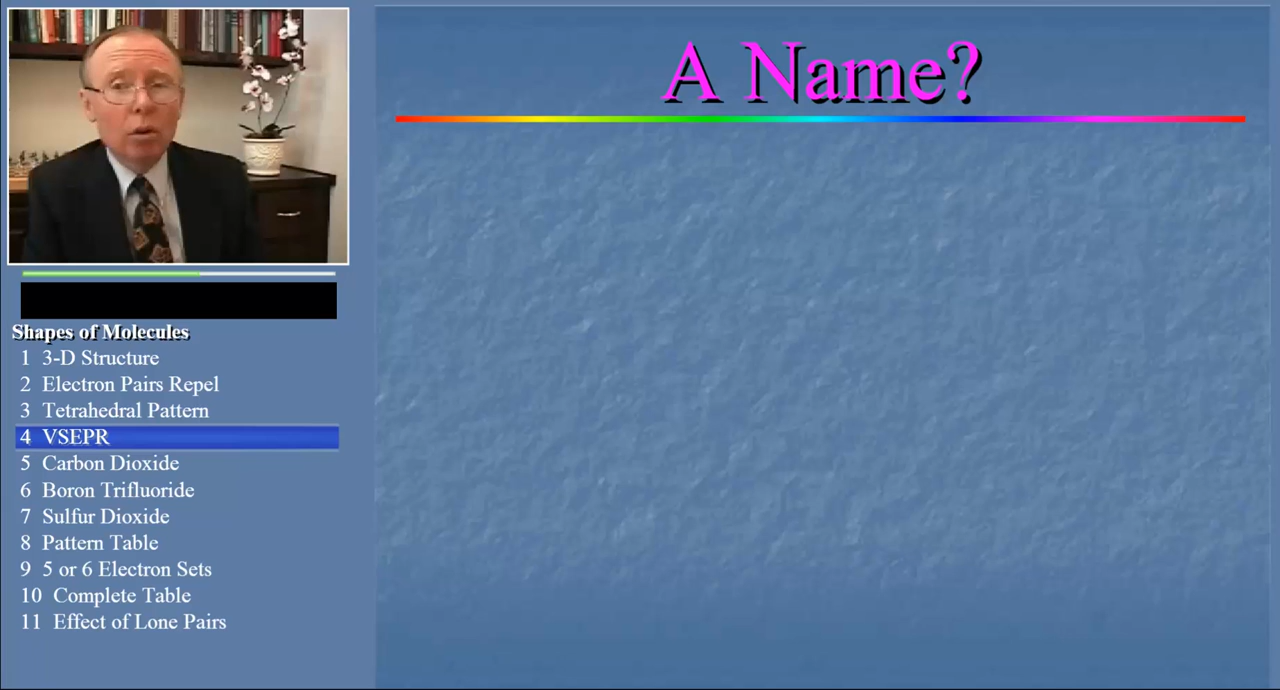 A Name?
Shapes of Molecules
1 3-D Structure
2 Electron Pairs Repel
3 Tetrahedral Pattern
4 VSEPR
5 Carbon Dioxide
6 Boron Trifluoride
7 Sulfur Dioxide
8 Pattern Table
9 5 or 6 Electron Sets
10 Complete Table
11 Effect of Lone Pairs